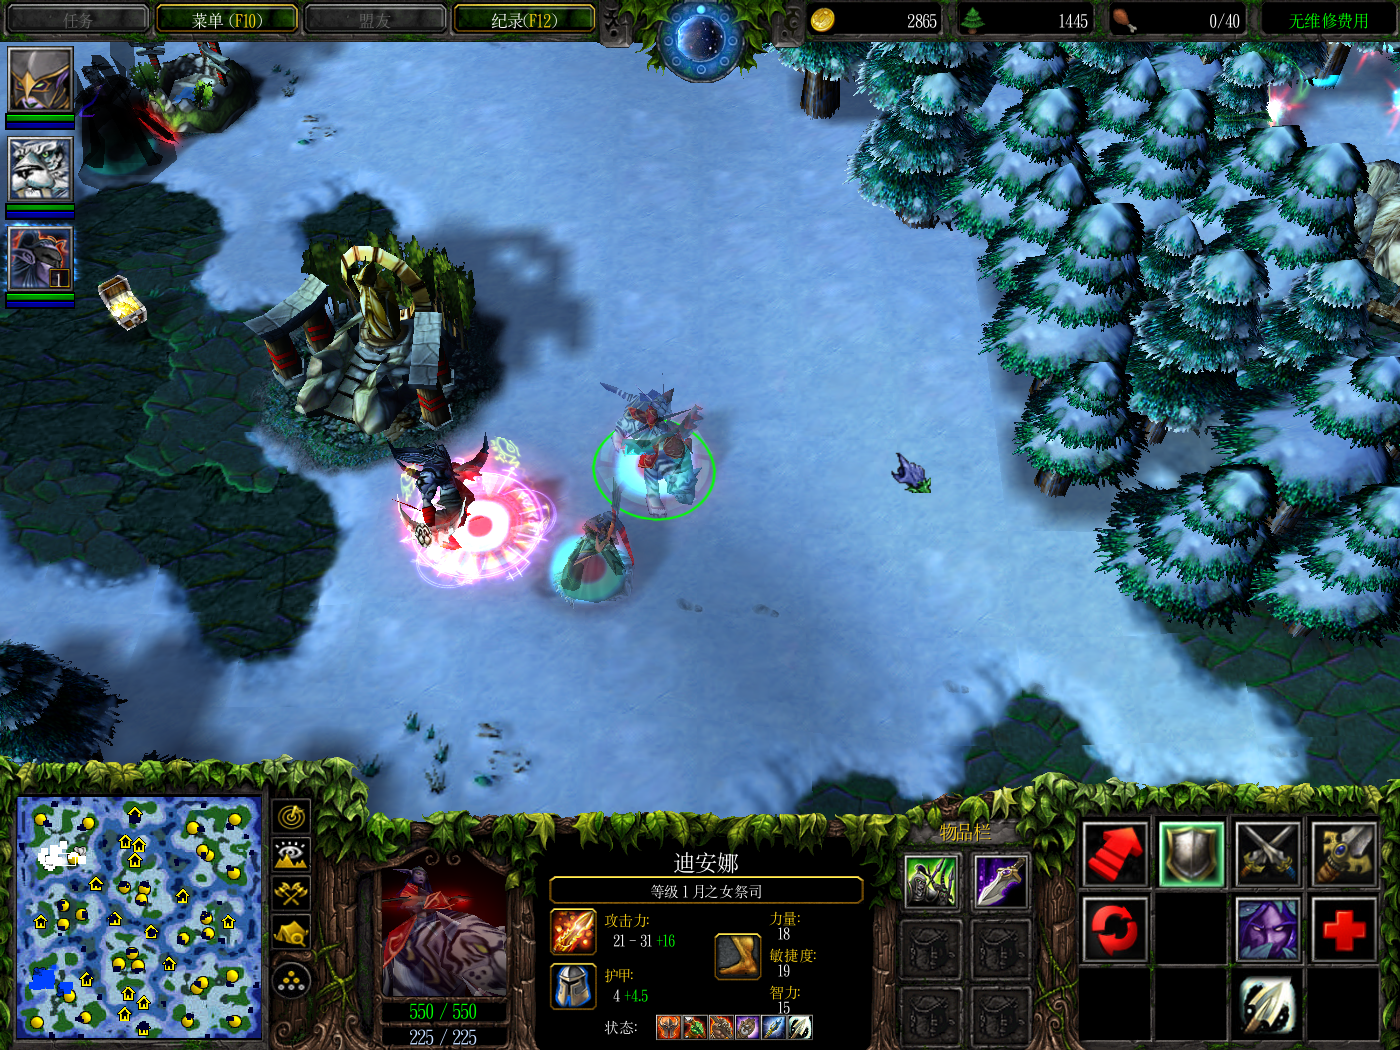 任务
菜单 (F10)
盟友
纪录(F12)
2865
1445
0/40
无维修费用
1
迪安娜
等级 1 月之女祭司
攻击力:
21 - 31 +16
护甲:
4 +4.5
力量:
18
敏捷度:
19
智力:
15
状态:
550 / 550
225 / 225
物品栏